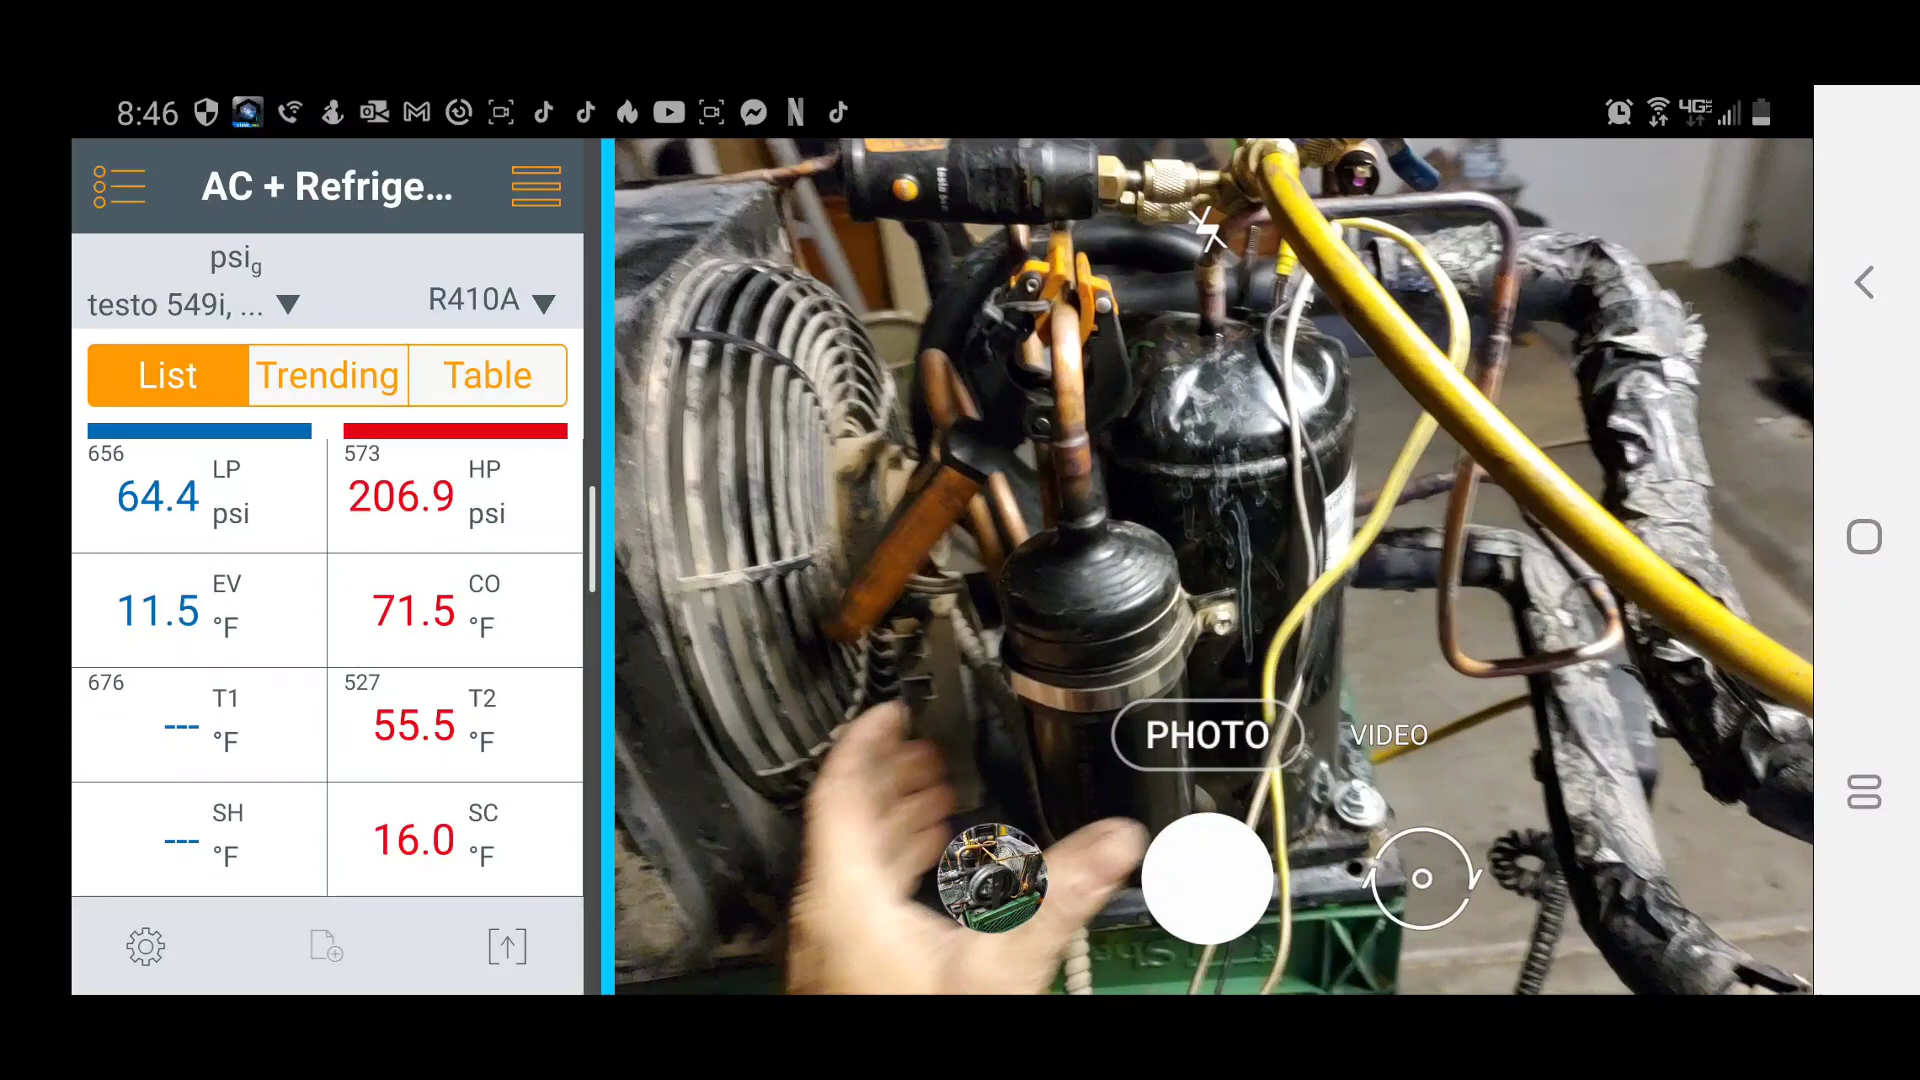 8:46
4G
AC + Refrige...
psig
testo 549i, ...
R410A
List
Trending
Table
656
LP
64.4
psi
573
HP
206.9
psi
EV
11.5
°F
CO
71.5
°F
676
T1
---
°F
527
T2
55.5
°F
SH
---
°F
SC
16.0
°F
testo
PHOTO
VIDEO